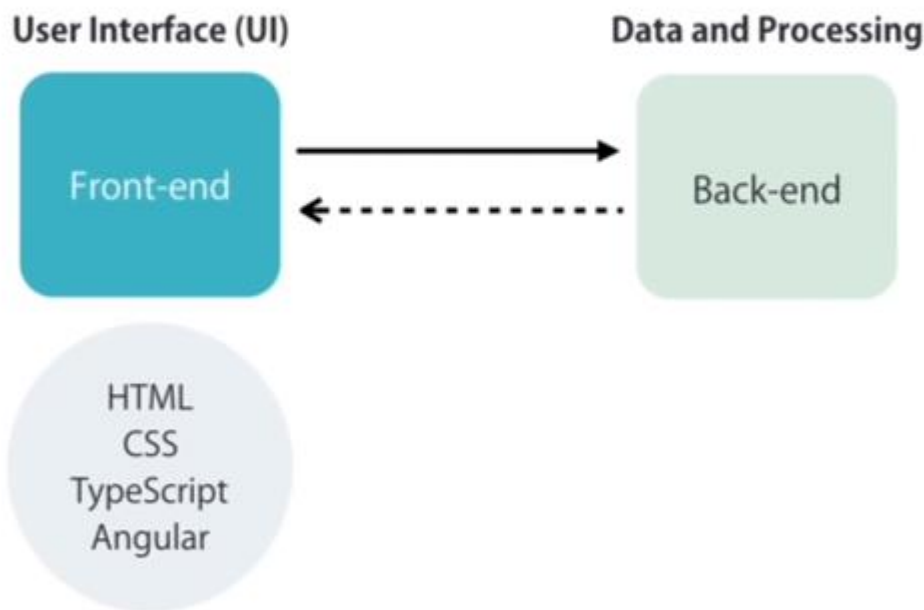 User Interface (UI)
Data and Processing
Front-end
Back-end
HTML
CSS
TypeScript
Angular